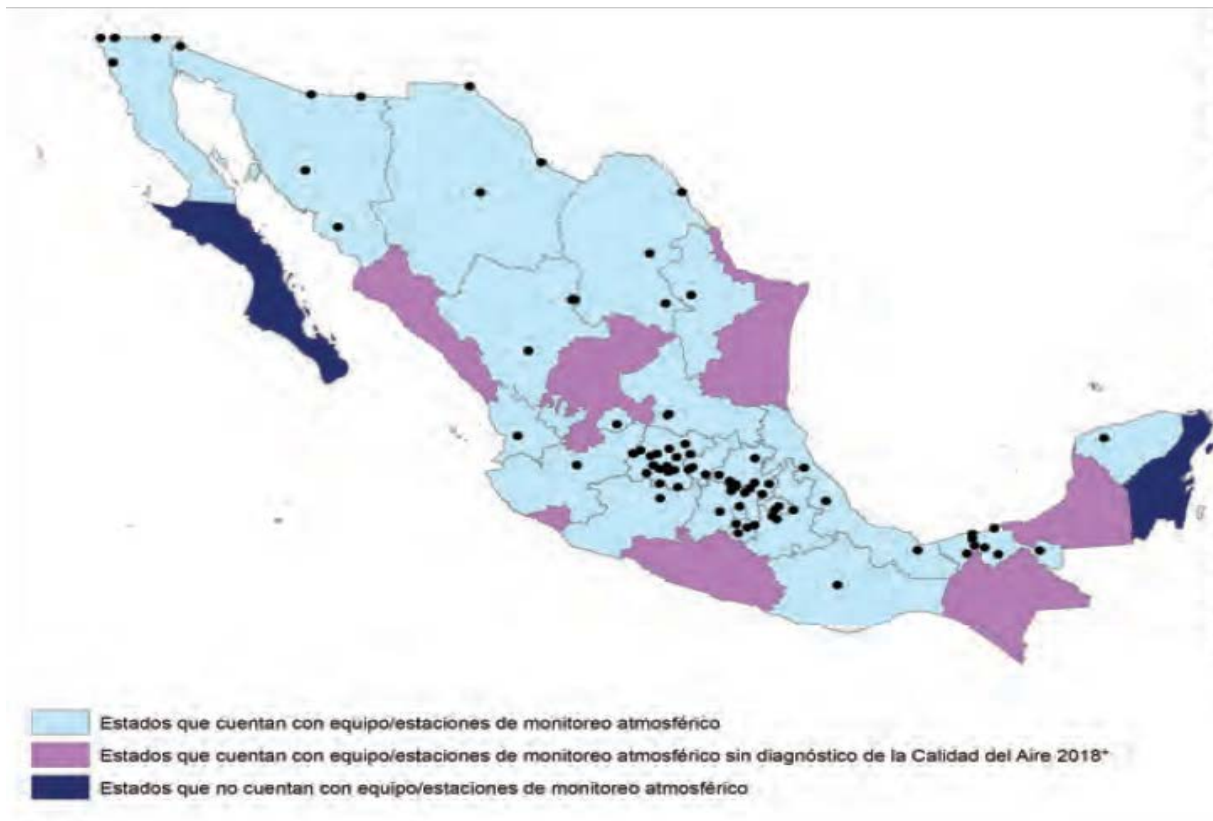 Estados que cuentan con equipo/estaciones de monitoreo atmosférico
Estados que cuentan con equipo/estaciones de monitoreo atmosférico sin diagnóstico de la Calidad del Aire 2018*
Estados que no cuentan con equipo/estaciones de monitoreo atmosférico